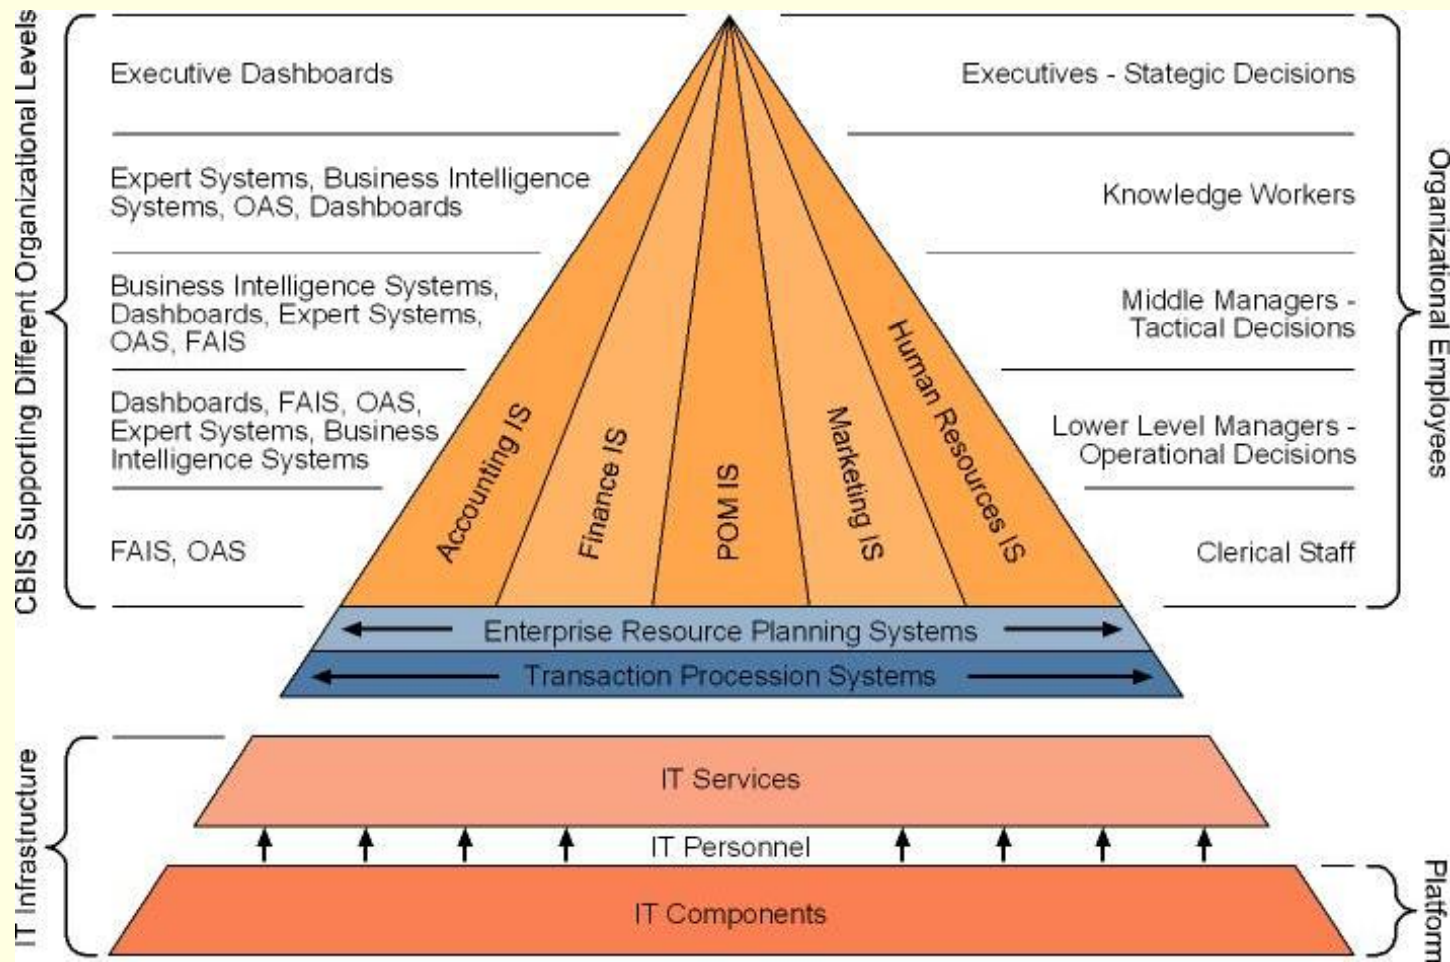 CBIS Supporting Different Organizational Levels
Executive Dashboards
Executives - Stategic Decisions
Expert Systems, Business Intelligence
Systems, OAS, Dashboards
Knowledge Workers
Business Intelligence Systems,
Dashboards, Expert Systems,
OAS, FAIS
Middle Managers -
Tactical Decisions
Dashboards, FAIS, OAS,
Expert Systems, Business
Intelligence Systems
Lower Level Managers -
Operational Decisions
FAIS, OAS
Clerical Staff
Organizational Employees
Accounting IS
Finance IS
POM IS
Marketing IS
Human Resources IS
Enterprise Resource Planning Systems
Transaction Procession Systems
IT Infrastructure
IT Services
IT Personnel
IT Components
Platform